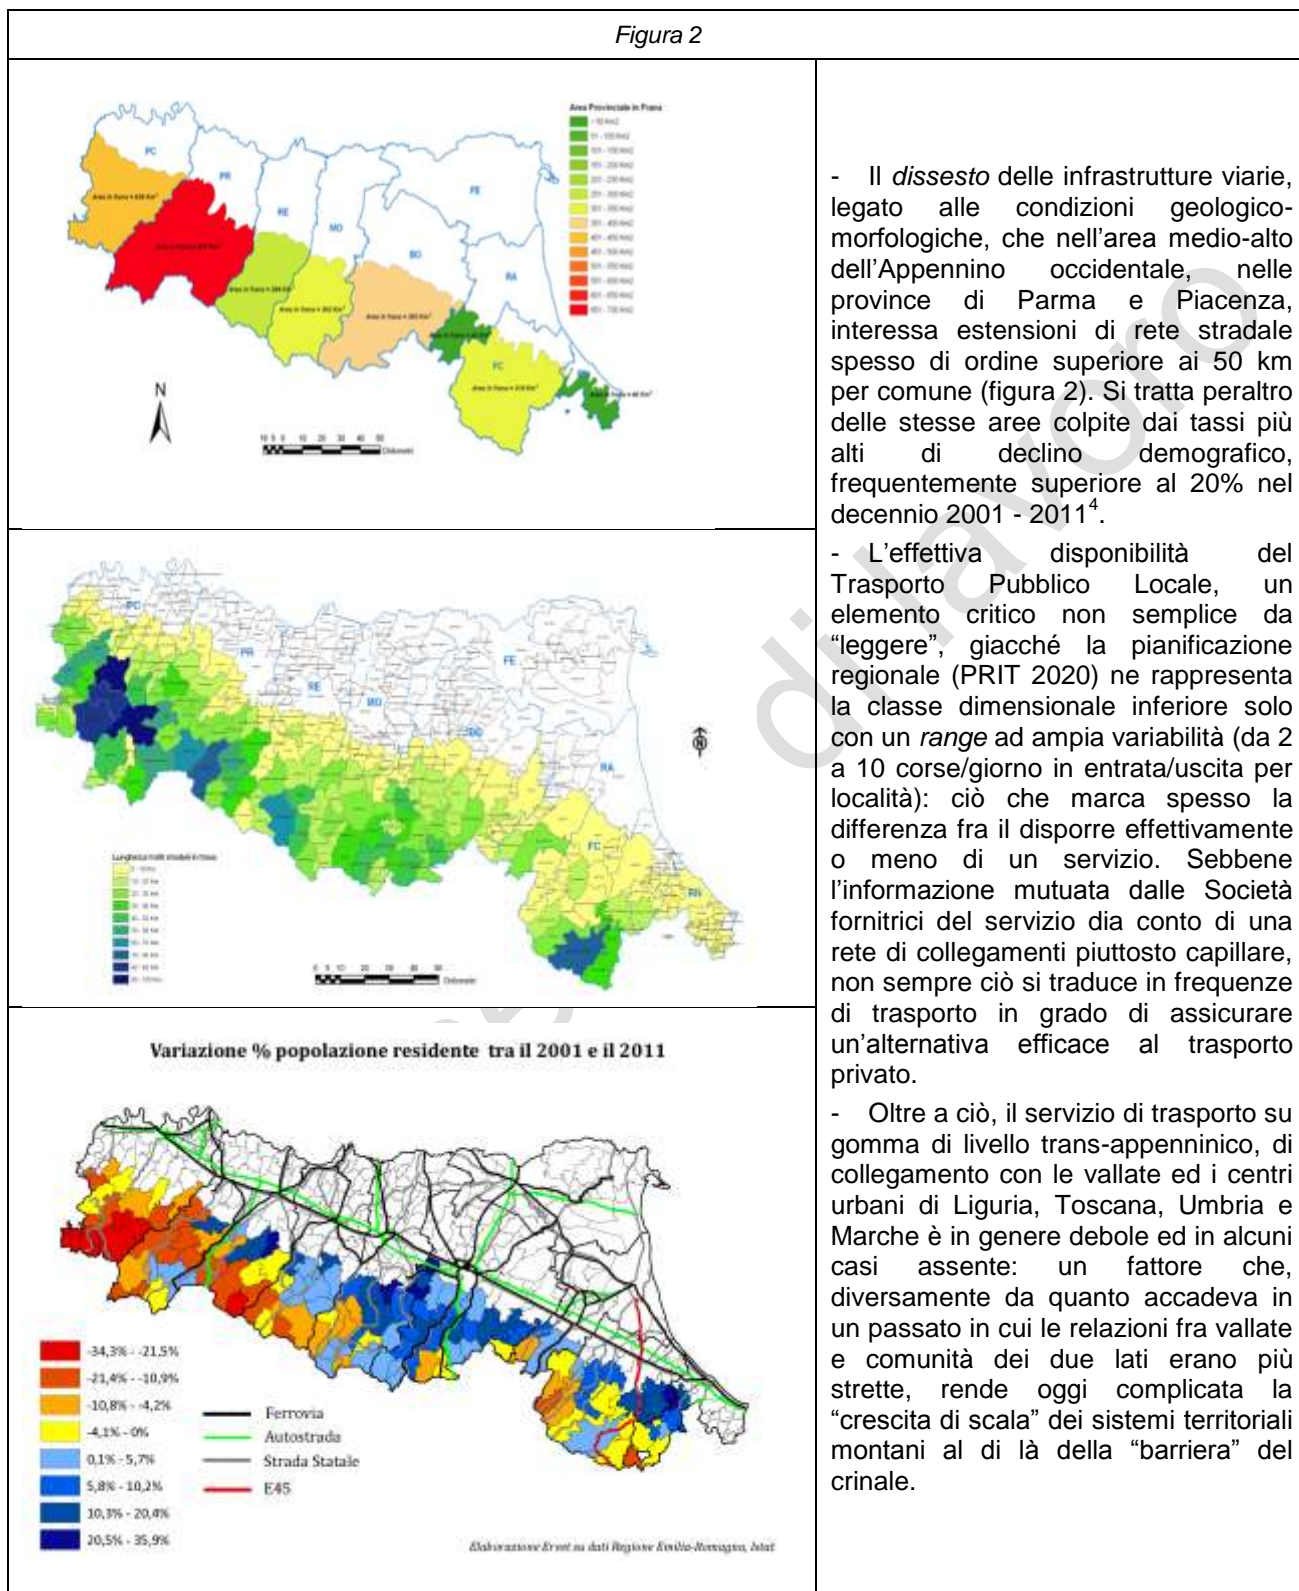 Figura 2
Area Provinciale in Frana
PC
PR
RE
MO
BO
FE
RA
FC
N
PC
PR
RE
MO
FE
RA
FC
RN
Variazione % popolazione residente tra il 2001 e il 2011
-34,3% - -21,5%
-21,4% - -10,9%
-10,8% - -4,2%
-4,1% - 0%
0,1% - 5,7%
5,8% - 10,2%
10,3% - 20,4%
20,5% - 35,9%
Ferrovia
Autostrada
Strada Statale
E45
Elaborazione Ervet su dati Regione Emilia-Romagna, Istat
- Il dissesto delle infrastrutture viarie,
legato alle condizioni geologico-
morfologiche, che nell'area medio-alto
dell'Appennino occidentale, nelle
province di Parma e Piacenza,
interessa estensioni di rete stradale
spesso di ordine superiore ai 50 km
per comune (figura 2). Si tratta peraltro
delle stesse aree colpite dai tassi più
alti di declino demografico,
frequentemente superiore al 20% nel
decennio 2001 - 2011⁴.
- L'effettiva disponibilità del
Trasporto Pubblico Locale, un
elemento critico non semplice da
“leggere”, giacché la pianificazione
regionale (PRIT 2020) ne rappresenta
la classe dimensionale inferiore solo
con un range ad ampia variabilità (da 2
a 10 corse/giorno in entrata/uscita per
località): ciò che marca spesso la
differenza fra il disporre effettivamente
o meno di un servizio. Sebbene
l'informazione mutuata dalle Società
fornitrici del servizio dia conto di una
rete di collegamenti piuttosto capillare,
non sempre ciò si traduce in frequenze
di trasporto in grado di assicurare
un'alternativa efficace al trasporto
privato.
- Oltre a ciò, il servizio di trasporto su
gomma di livello trans-appenninico, di
collegamento con le vallate ed i centri
urbani di Liguria, Toscana, Umbria e
Marche è in genere debole ed in alcuni
casi assente: un fattore che,
diversamente da quanto accadeva in
un passato in cui le relazioni fra vallate
e comunità dei due lati erano più
strette, rende oggi complicata la
“crescita di scala” dei sistemi territoriali
montani al di là della “barriera” del
crinale.
di lavoro